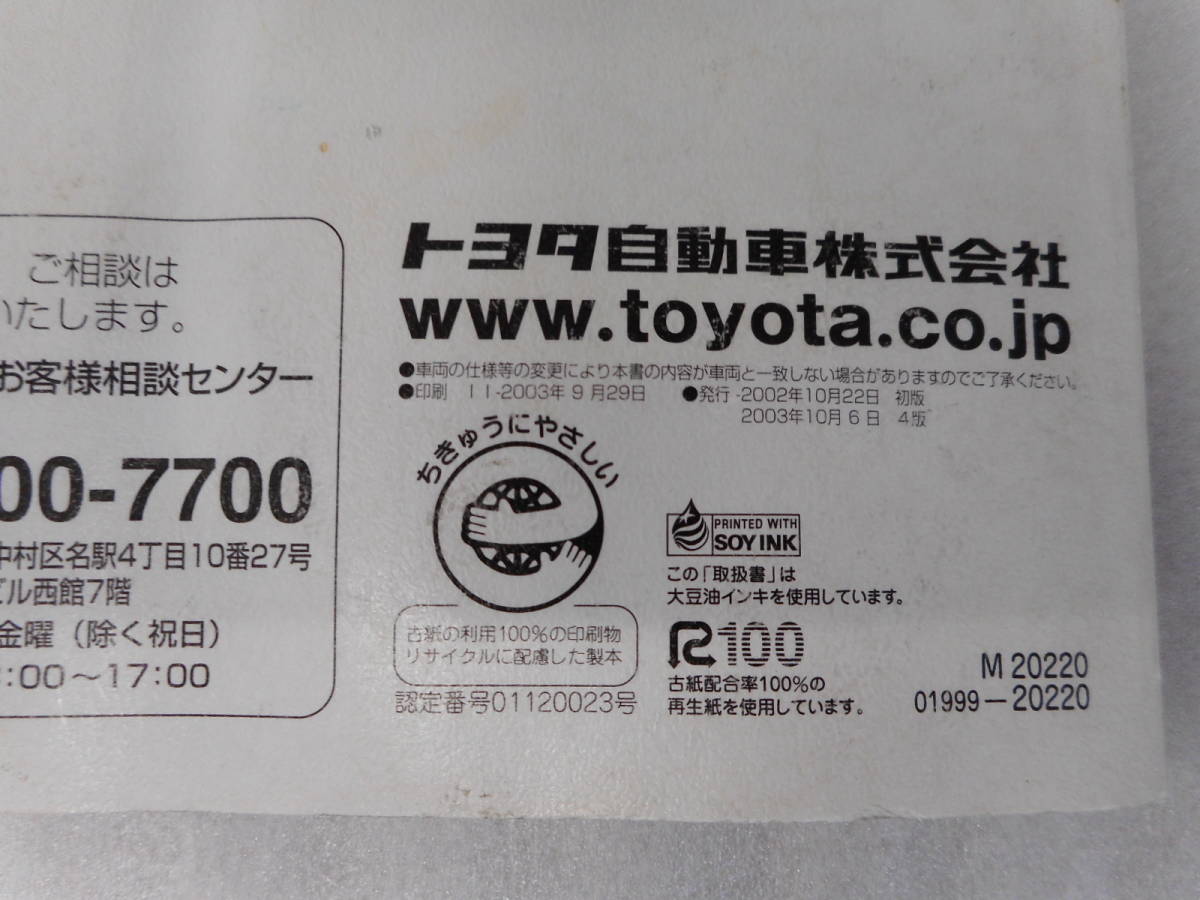 ご相談は
いたします。
お客様相談センター
00-7700
中村区名駅4丁目10番27号
ビル西館7階
金曜（除く祝日）
:00〜17:00
トヨタ自動車株式会社
www.toyota.co.jp
●車両の仕様等の変更により本書の内容が車両と一致しない場合がありますのでご了承ください。
●印刷 II-2003年 9 月29日 ●発行-2002年10月22日 初版
2003年10月 6 日 4版
ちきゅうにやさしい
古紙の利用100%の印刷物
リサイクルに配慮した製本
認定番号01120023号
PRINTED WITH
SOY INK
この「取扱書」は
大豆油インキを使用しています。
R100
古紙配合率100%の
再生紙を使用しています。
M 20220
01999－20220